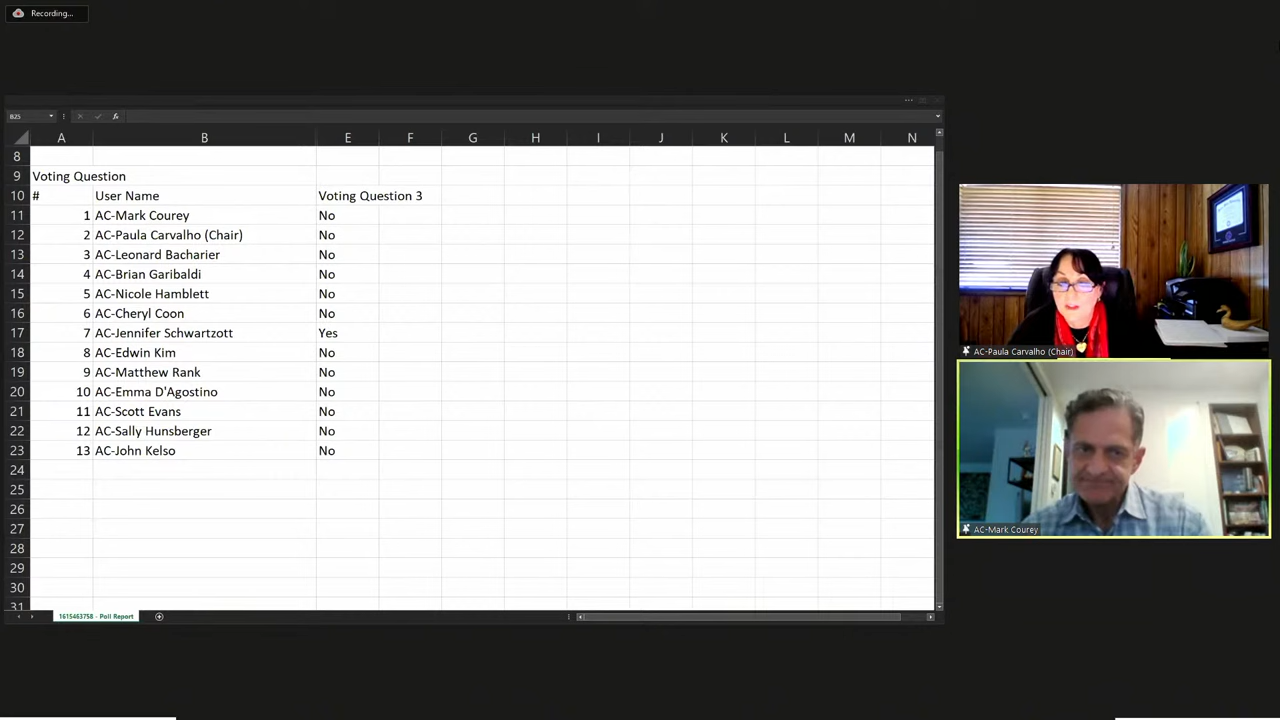 Recording...
B25
fx
A B E F G H I J K L M N
8
9 Voting Question
10 # User Name Voting Question 3
11 1 AC-Mark Courey No
12 2 AC-Paula Carvalho (Chair) No
13 3 AC-Leonard Bacharier No
14 4 AC-Brian Garibaldi No
15 5 AC-Nicole Hamblett No
16 6 AC-Cheryl Coon No
17 7 AC-Jennifer Schwartzott Yes
18 8 AC-Edwin Kim No
19 9 AC-Matthew Rank No
20 10 AC-Emma D'Agostino No
21 11 AC-Scott Evans No
22 12 AC-Sally Hunsberger No
23 13 AC-John Kelso No
24
25
26
27
28
29
30
31
1615463758 - Poll Report
AC-Paula Carvalho (Chair)
AC-Mark Courey